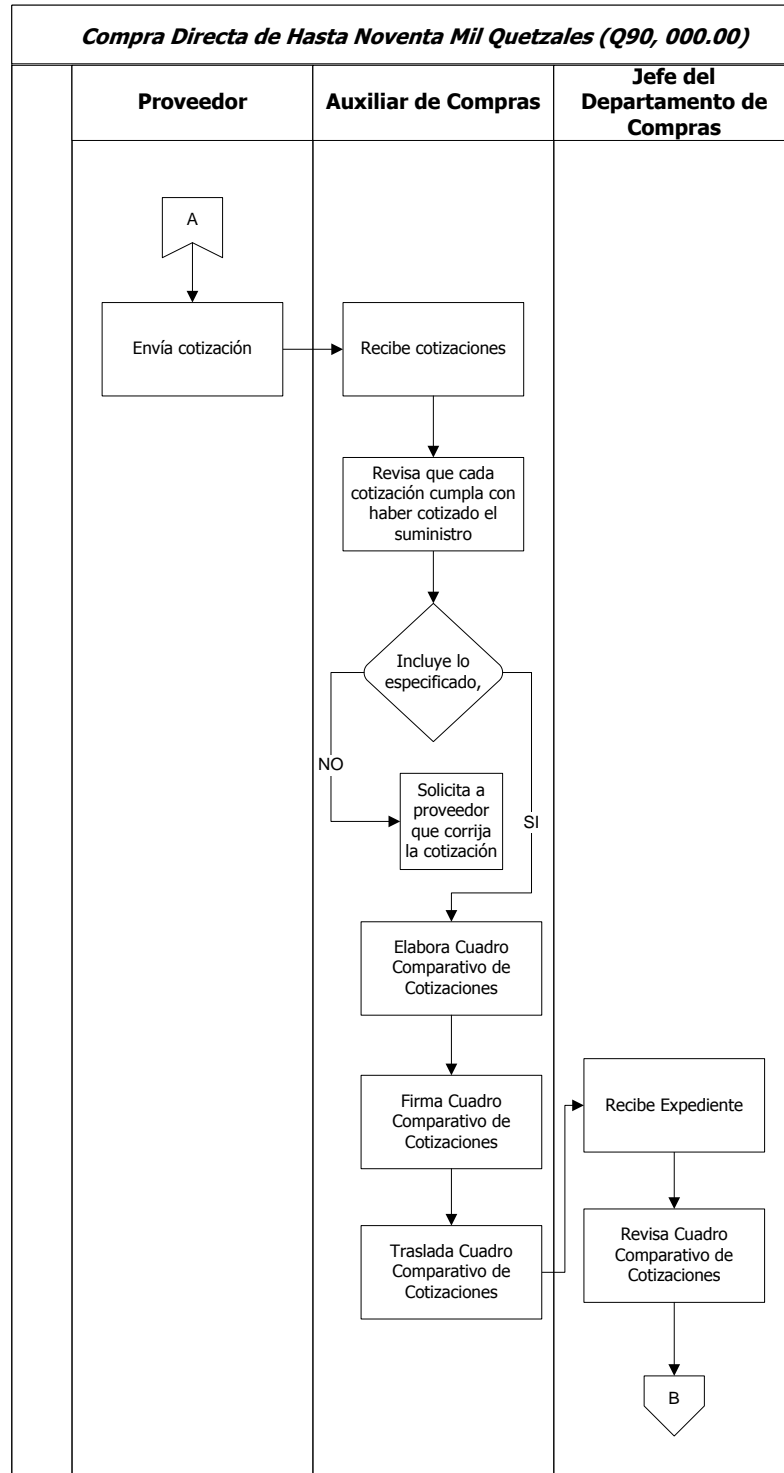 Compra Directa de Hasta Noventa Mil Quetzales (Q90, 000.00)
Proveedor
Auxiliar de Compras
Jefe del
Departamento de
Compras
A
Envía cotización
Recibe cotizaciones
Revisa que cada
cotización cumpla con
haber cotizado el
suministro
Incluye lo
especificado,
NO
SI
Solicita a
proveedor
que corrija
la cotización
Elabora Cuadro
Comparativo de
Cotizaciones
Firma Cuadro
Comparativo de
Cotizaciones
Traslada Cuadro
Comparativo de
Cotizaciones
Recibe Expediente
Revisa Cuadro
Comparativo de
Cotizaciones
B